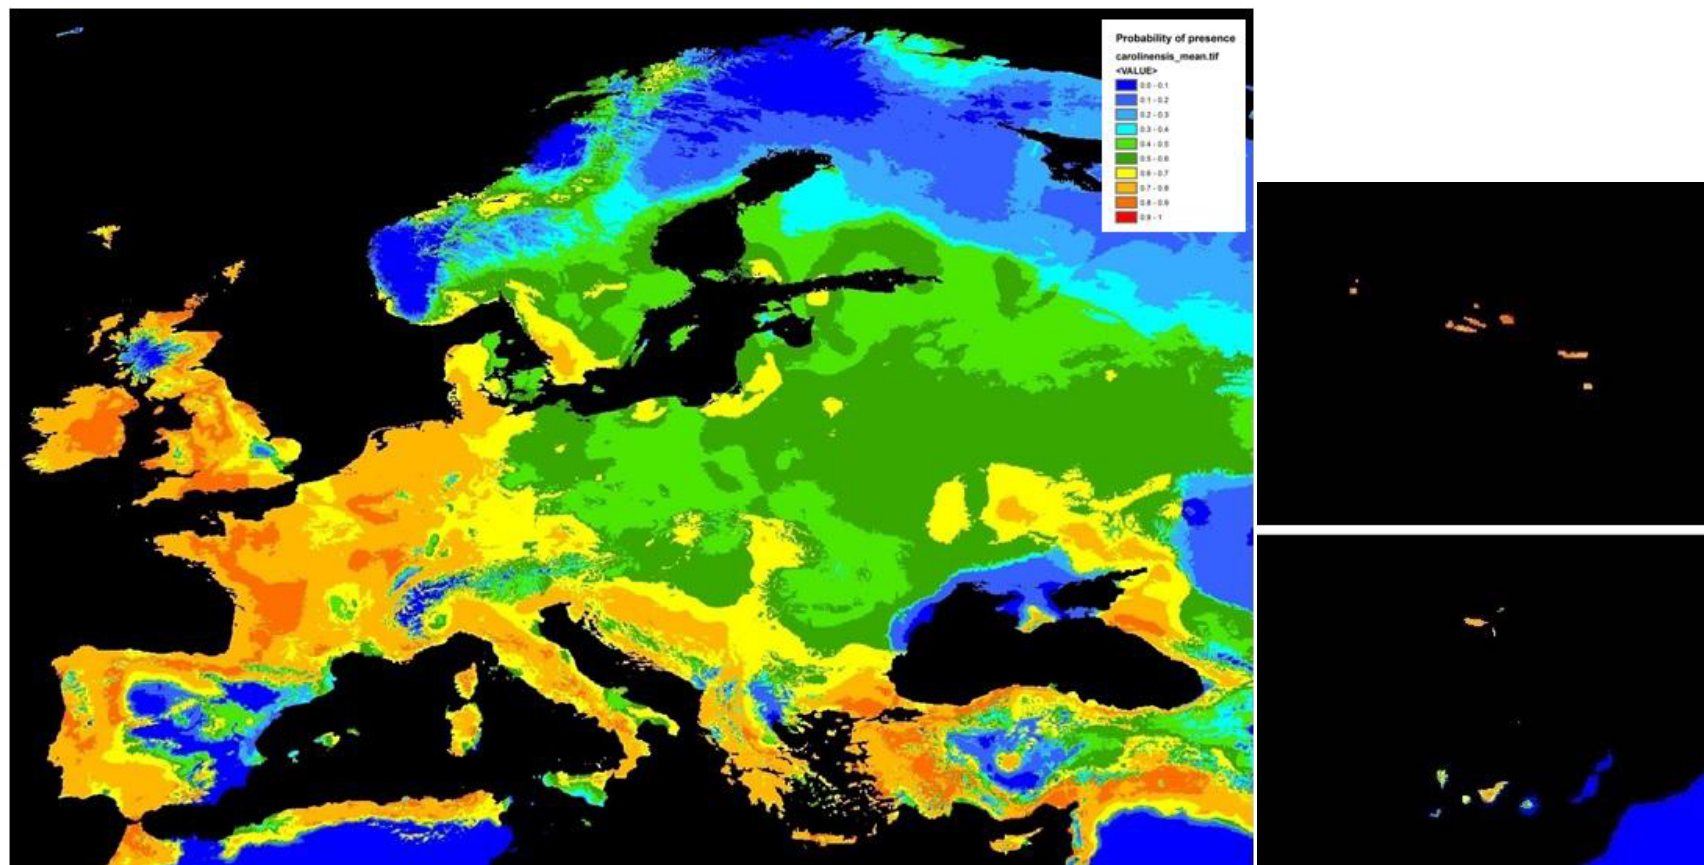 Probability of presence
carolinensis_mean.tif
<VALUE>
0.0 - 0.1
0.1 - 0.2
0.2 - 0.3
0.3 - 0.4
0.4 - 0.5
0.5 - 0.6
0.6 - 0.7
0.7 - 0.8
0.8 - 0.9
0.9 - 1